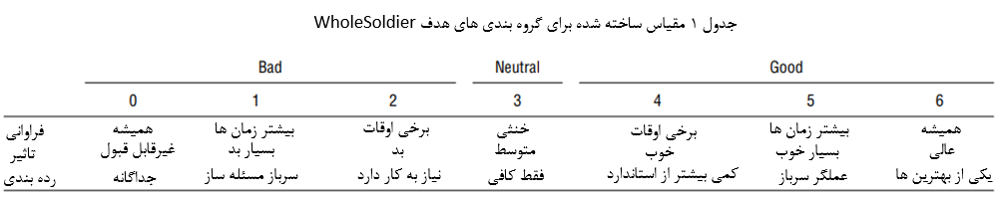 جدول ۱ مقیاس ساخته شده برای گروه بندی های هدف WholeSoldier
Bad Neutral Good
0 1 2 3 4 5 6
فراوانی همیشه بیشتر زمان ها برخی اوقات خنثی برخی اوقات بیشتر زمان ها همیشه
تاثیر غیرقابل قبول بسیار بد بد متوسط خوب بسیار خوب عالی
رده بندی جداگانه سرباز مسئله ساز نیاز به کار دارد فقط کافی کمی بیشتر از استاندارد عملگر سرباز یکی از بهترین ها